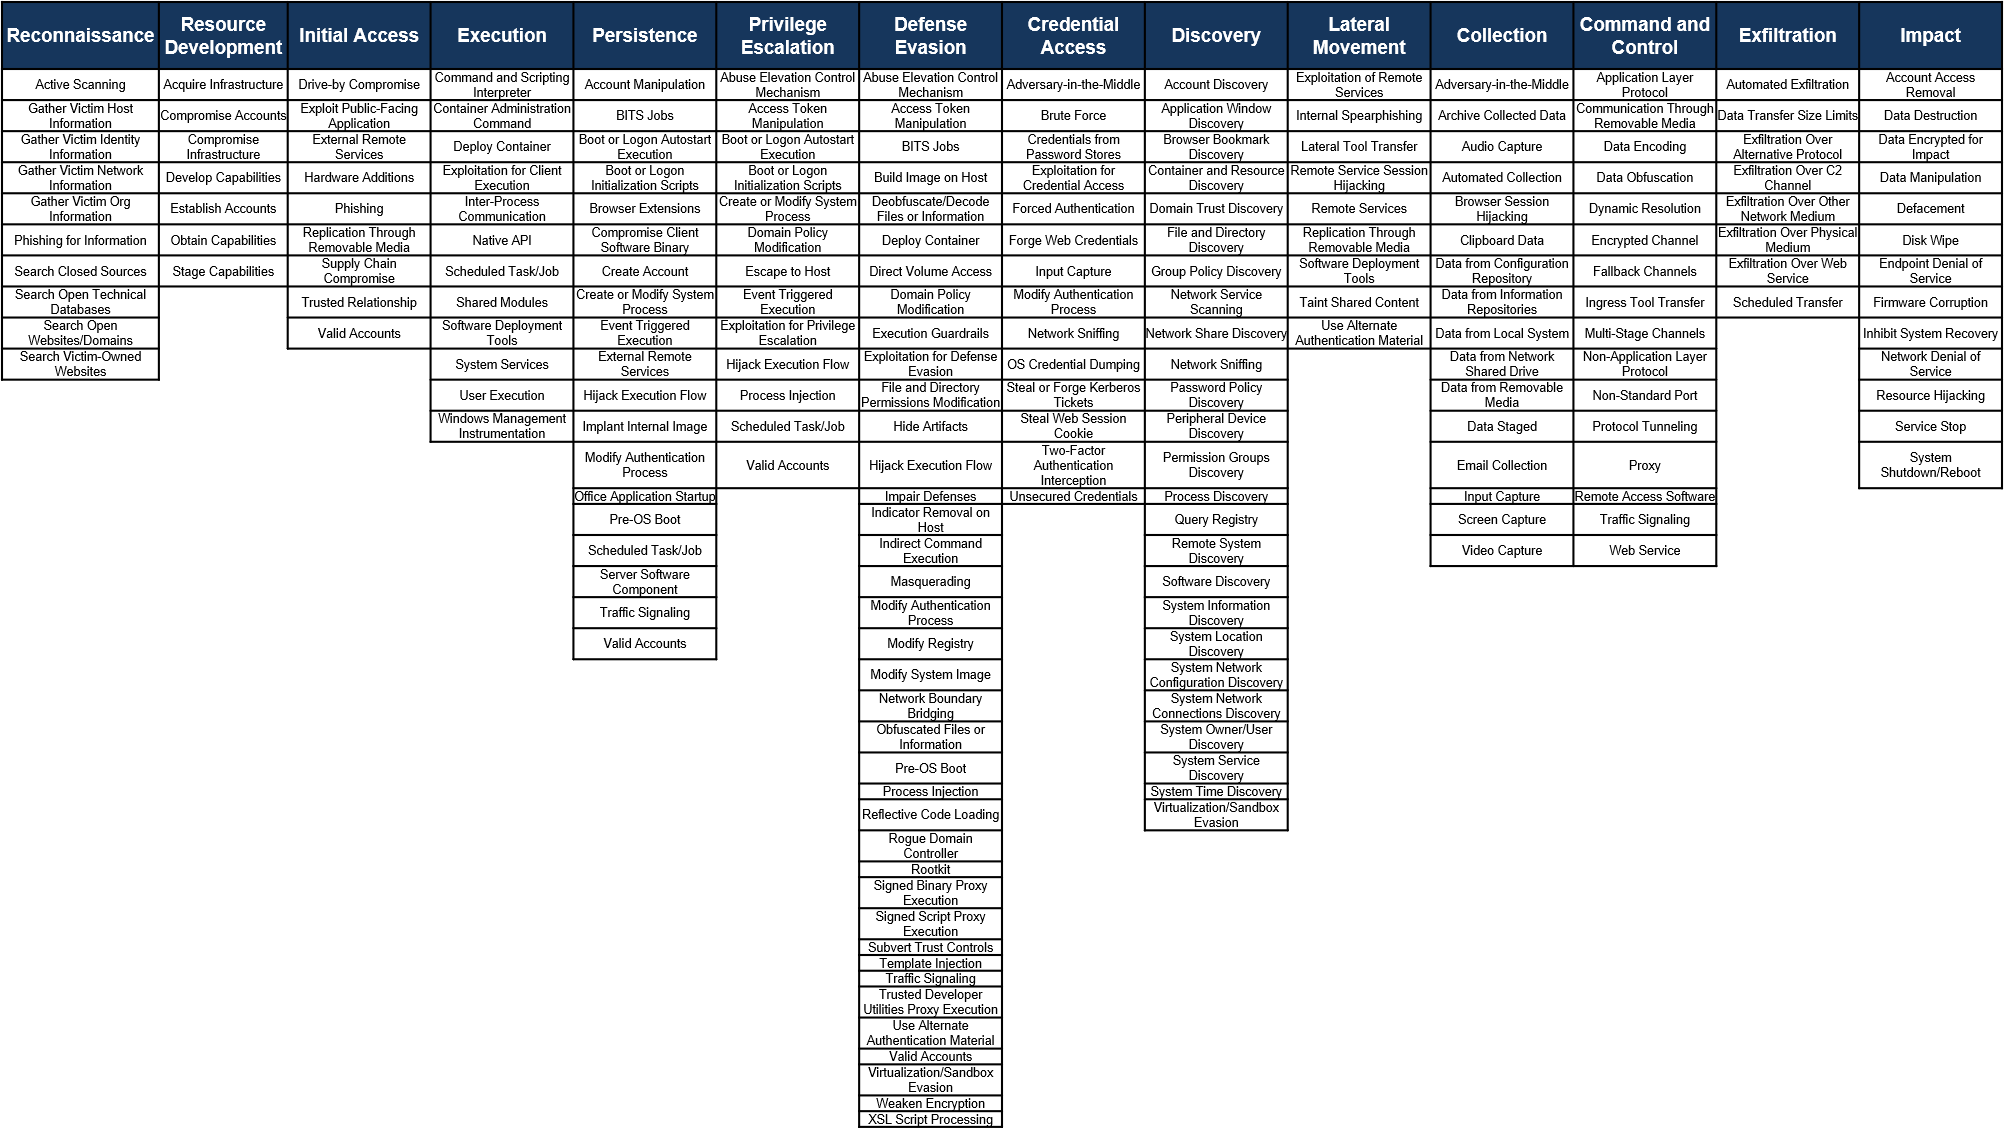 Reconnaissance
Active Scanning
Gather Victim Host
Information
Gather Victim Identity
Information
Gather Victim Network
Information
Gather Victim Org
Information
Phishing for Information
Search Closed Sources
Search Open Technical
Databases
Search Open
Websites/Domains
Search Victim-Owned
Websites
Resource
Development
Acquire Infrastructure
Compromise Accounts
Compromise
Infrastructure
Develop Capabilities
Establish Accounts
Obtain Capabilities
Stage Capabilities
Initial Access
Drive-by Compromise
Exploit Public-Facing
Application
External Remote
Services
Hardware Additions
Phishing
Replication Through
Removable Media
Supply Chain
Compromise
Trusted Relationship
Valid Accounts
Execution
Command and Scripting
Interpreter
Container Administration
Command
Deploy Container
Exploitation for Client
Execution
Inter-Process
Communication
Native API
Scheduled Task/Job
Shared Modules
Software Deployment
Tools
System Services
User Execution
Windows Management
Instrumentation
Persistence
Account Manipulation
BITS Jobs
Boot or Logon Autostart
Execution
Boot or Logon
Initialization Scripts
Browser Extensions
Compromise Client
Software Binary
Create Account
Create or Modify System
Process
Event Triggered
Execution
External Remote
Services
Hijack Execution Flow
Implant Internal Image
Modify Authentication
Process
Office Application Startup
Pre-OS Boot
Scheduled Task/Job
Server Software
Component
Traffic Signaling
Valid Accounts
Privilege
Escalation
Abuse Elevation Control
Mechanism
Access Token
Manipulation
Boot or Logon Autostart
Execution
Boot or Logon
Initialization Scripts
Create or Modify System
Process
Domain Policy
Modification
Escape to Host
Event Triggered
Execution
Exploitation for Privilege
Escalation
Hijack Execution Flow
Process Injection
Scheduled Task/Job
Valid Accounts
Defense
Evasion
Abuse Elevation Control
Mechanism
Access Token
Manipulation
BITS Jobs
Build Image on Host
Deobfuscate/Decode
Files or Information
Deploy Container
Direct Volume Access
Domain Policy
Modification
Execution Guardrails
Exploitation for Defense
Evasion
File and Directory
Permissions Modification
Hide Artifacts
Hijack Execution Flow
Impair Defenses
Indicator Removal on
Host
Indirect Command
Execution
Masquerading
Modify Authentication
Process
Modify Registry
Modify System Image
Network Boundary
Bridging
Obfuscated Files or
Information
Pre-OS Boot
Process Injection
Reflective Code Loading
Rogue Domain
Controller
Rootkit
Signed Binary Proxy
Execution
Signed Script Proxy
Execution
Subvert Trust Controls
Template Injection
Traffic Signaling
Trusted Developer
Utilities Proxy Execution
Use Alternate
Authentication Material
Valid Accounts
Virtualization/Sandbox
Evasion
Weaken Encryption
XSL Script Processing
Credential
Access
Adversary-in-the-Middle
Brute Force
Credentials from
Password Stores
Exploitation for
Credential Access
Forced Authentication
Forge Web Credentials
Input Capture
Modify Authentication
Process
Network Sniffing
OS Credential Dumping
Steal or Forge Kerberos
Tickets
Steal Web Session
Cookie
Two-Factor
Authentication
Interception
Unsecured Credentials
Discovery
Account Discovery
Application Window
Discovery
Browser Bookmark
Discovery
Container and Resource
Discovery
Domain Trust Discovery
File and Directory
Discovery
Group Policy Discovery
Network Service
Scanning
Network Share Discovery
Network Sniffing
Password Policy
Discovery
Peripheral Device
Discovery
Permission Groups
Discovery
Process Discovery
Query Registry
Remote System
Discovery
Software Discovery
System Information
Discovery
System Location
Discovery
System Network
Configuration Discovery
System Network
Connections Discovery
System Owner/User
Discovery
System Service
Discovery
System Time Discovery
Virtualization/Sandbox
Evasion
Lateral
Movement
Exploitation of Remote
Services
Internal Spearphishing
Lateral Tool Transfer
Remote Service Session
Hijacking
Remote Services
Replication Through
Removable Media
Software Deployment
Tools
Taint Shared Content
Use Alternate
Authentication Material
Collection
Adversary-in-the-Middle
Archive Collected Data
Audio Capture
Automated Collection
Browser Session
Hijacking
Clipboard Data
Data from Configuration
Repository
Data from Information
Repositories
Data from Local System
Data from Network
Shared Drive
Data from Removable
Media
Data Staged
Email Collection
Input Capture
Screen Capture
Video Capture
Command and
Control
Application Layer
Protocol
Communication Through
Removable Media
Data Encoding
Data Obfuscation
Dynamic Resolution
Encrypted Channel
Fallback Channels
Ingress Tool Transfer
Multi-Stage Channels
Non-Application Layer
Protocol
Non-Standard Port
Protocol Tunneling
Proxy
Remote Access Software
Traffic Signaling
Web Service
Exfiltration
Automated Exfiltration
Data Transfer Size Limits
Exfiltration Over
Alternative Protocol
Exfiltration Over C2
Channel
Exfiltration Over Other
Network Medium
Exfiltration Over Physical
Medium
Exfiltration Over Web
Service
Scheduled Transfer
Impact
Account Access
Removal
Data Destruction
Data Encrypted for
Impact
Data Manipulation
Defacement
Disk Wipe
Endpoint Denial of
Service
Firmware Corruption
Inhibit System Recovery
Network Denial of
Service
Resource Hijacking
Service Stop
System
Shutdown/Reboot